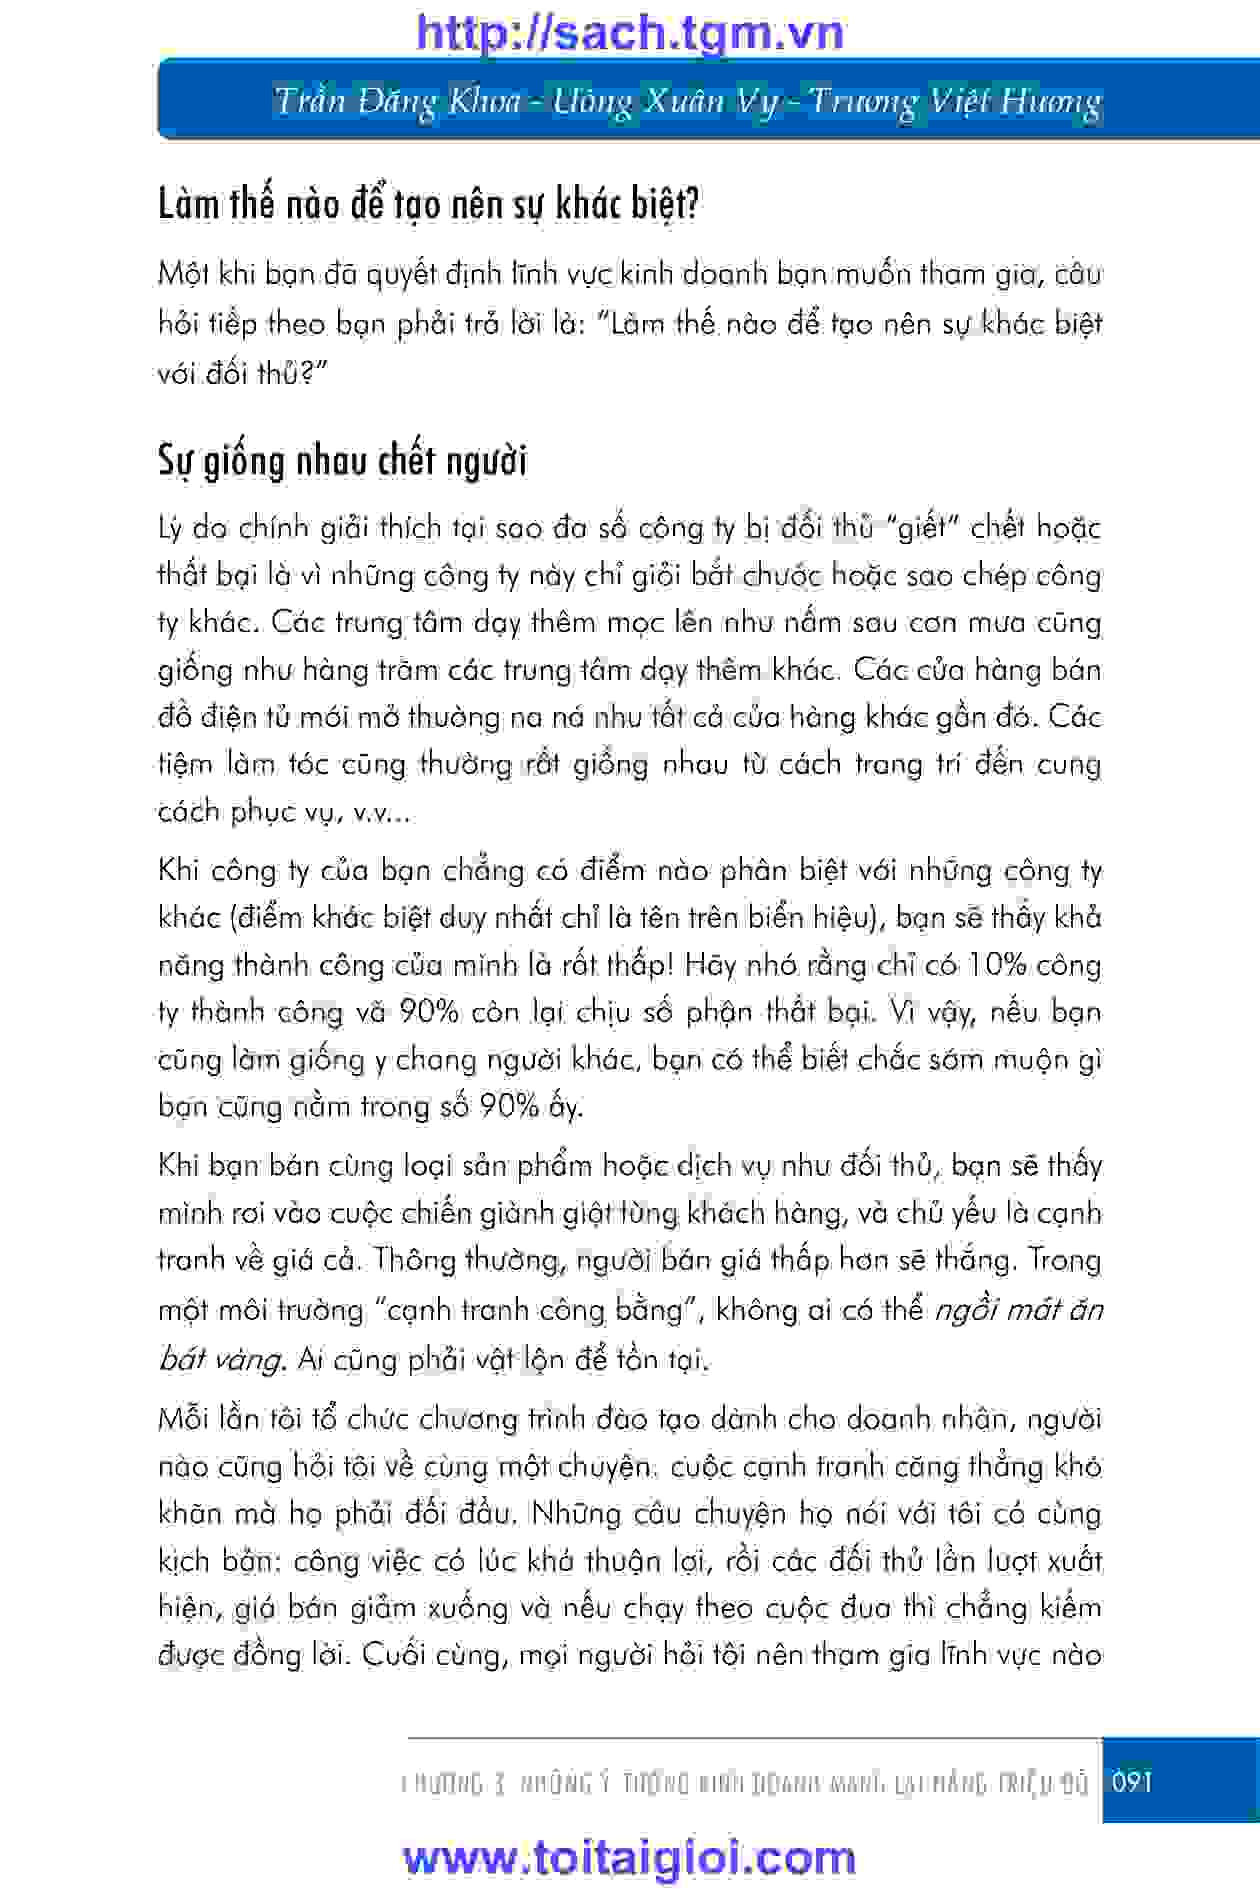 http://sach.tgm.vn
Trần Đăng Khoa - Uông Xuân Vy - Trương Việt Hương
Làm thế nào để tạo nên sự khác biệt?
Một khi bạn đã quyết định lĩnh vực kinh doanh bạn muốn tham gia, câu
hỏi tiếp theo bạn phải trả lời là: “Làm thế nào để tạo nên sự khác biệt
với đối thủ?”
Sự giống nhau chết người
Lý do chính giải thích tại sao đa số công ty bị đối thủ “giết” chết hoặc
thất bại là vì những công ty này chỉ giỏi bắt chước hoặc sao chép công
ty khác. Các trung tâm dạy thêm mọc lên như nấm sau cơn mưa cũng
giống như hàng trăm các trung tâm dạy thêm khác. Các cửa hàng bán
đồ điện tử mới mở thường na ná như tất cả cửa hàng khác gần đó. Các
tiệm làm tóc cũng thường rất giống nhau từ cách trang trí đến cung
cách phục vụ, v.v...
Khi công ty của bạn chẳng có điểm nào phân biệt với những công ty
khác (điểm khác biệt duy nhất chỉ là tên trên biển hiệu), bạn sẽ thấy khả
năng thành công của mình là rất thấp! Hãy nhớ rằng chỉ có 10% công
ty thành công và 90% còn lại chịu số phận thất bại. Vì vậy, nếu bạn
cũng làm giống y chang người khác, bạn có thể biết chắc sớm muộn gì
bạn cũng nằm trong số 90% ấy.
Khi bạn bán cùng loại sản phẩm hoặc dịch vụ như đối thủ, bạn sẽ thấy
mình rơi vào cuộc chiến giành giật từng khách hàng, và chủ yếu là cạnh
tranh về giá cả. Thông thường, người bán giá thấp hơn sẽ thắng. Trong
một môi trường “cạnh tranh công bằng”, không ai có thể ngồi mát ăn
bát vàng. Ai cũng phải vật lộn để tồn tại.
Mỗi lần tôi tổ chức chương trình đào tạo dành cho doanh nhân, người
nào cũng hỏi tôi về cùng một chuyện: cuộc cạnh tranh căng thẳng khó
khăn mà họ phải đối đầu. Những câu chuyện họ nói với tôi có cùng
kịch bản: công việc có lúc khá thuận lợi, rồi các đối thủ lần lượt xuất
hiện, giá bán giảm xuống và nếu chạy theo cuộc đua thì chẳng kiếm
được đồng lời. Cuối cùng, mọi người hỏi tôi nên tham gia lĩnh vực nào
CHƯƠNG 3: NHỮNG Ý TƯỞNG KINH DOANH MANG LẠI HÀNG TRIỆU ĐÔ 091
www.toitaigioi.com